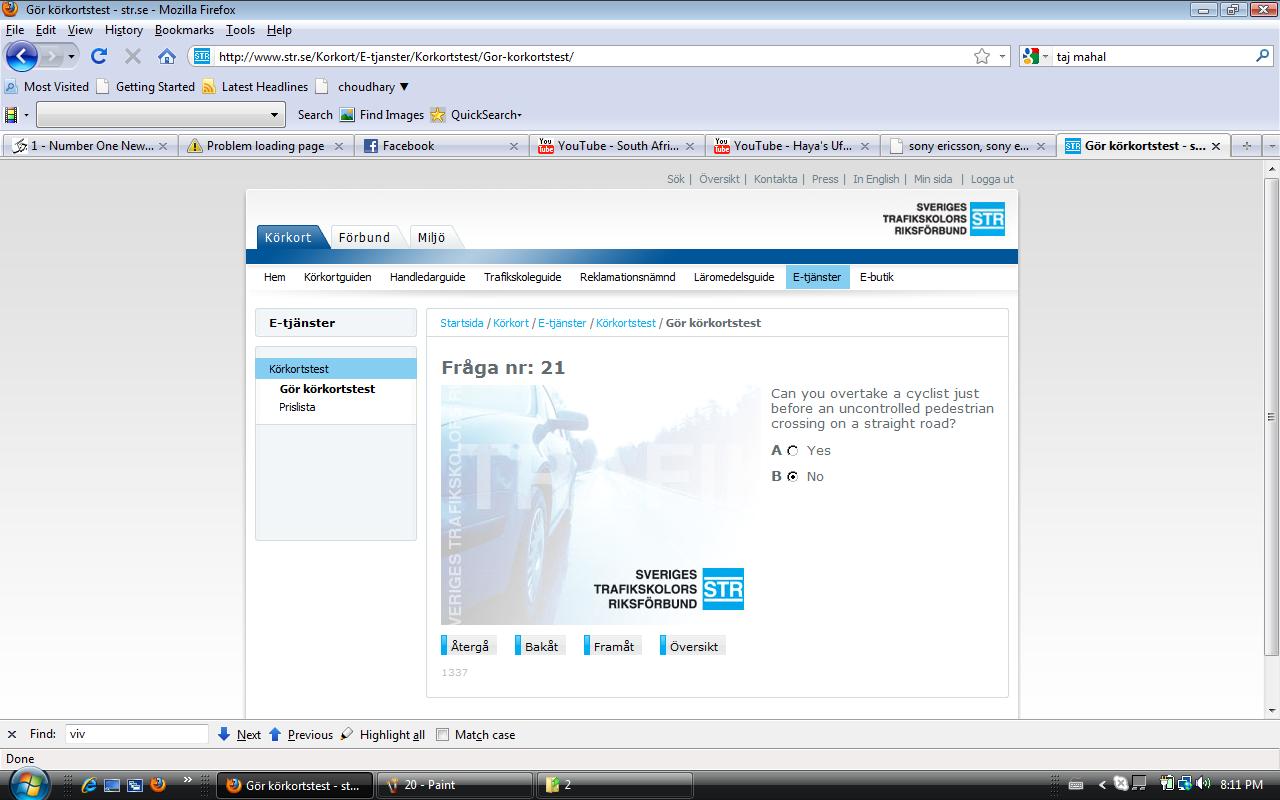 Gör körkortstest - str.se - Mozilla Firefox
File Edit View History Bookmarks Tools Help
STR http://www.str.se/Korkort/E-tjanster/Korkortstest/Gor-korkortstest/ taj mahal
Most Visited Getting Started Latest Headlines choudhary ▼
Search Find Images QuickSearch
1 - Number One New... Problem loading page Facebook YouTube - South Afri... YouTube - Haya's Uf... sony ericsson, sony e... Gör körkortstest - s...
Sök | Översikt | Kontakta | Press | In English | Min sida | Logga ut
SVERIGES
TRAFIKSKOLORS STR
RIKSFÖRBUND
Körkort Förbund Miljö
Hem Körkortguiden Handledarguide Trafikskoleguide Reklamationsnämnd Läromedelsguide E-tjänster E-butik
E-tjänster
Startsida / Körkort / E-tjänster / Körkortstest / Gör körkortstest
Körkortstest
Gör körkortstest
Prislista
Fråga nr: 21
Can you overtake a cyclist just
before an uncontrolled pedestrian
crossing on a straight road?
A Yes
B No
TRAFIK
SVERIGES TRAFIKSKOLORS R
SVERIGES
TRAFIKSKOLORS STR
RIKSFÖRBUND
Återgå Bakåt Framåt Översikt
1337
Find: viv Next Previous Highlight all Match case
Done
Gör körkortstest - st... 20 - Paint 2 8:11 PM